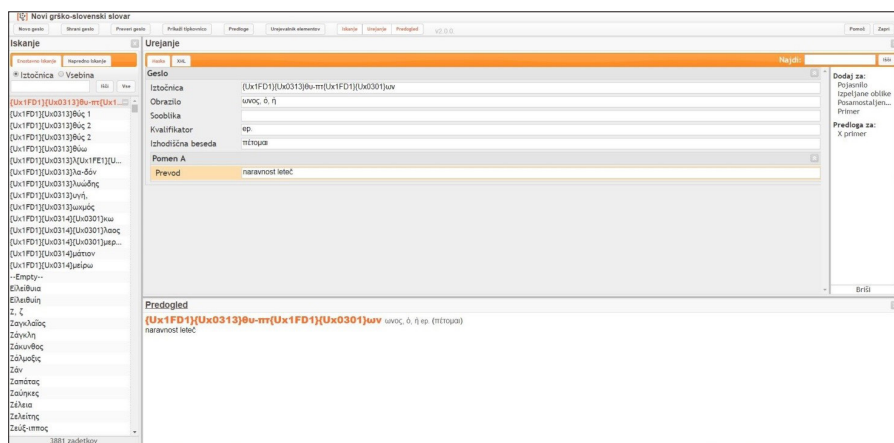 Novi grško-slovenski slovar
Novo geslo Shrani geslo Preveri geslo Prikaži tipkovnico Predloge Urejevalnik elementov Iskanje Urejanje Predogled v2.0.0. Pomoč Zapri
Iskanje
Enostavno iskanje Napredno iskanje
Iztočnica Vsebina
Išči Vse
{Ux1FD1}{Ux0313}θυ-πτ{Ux1...
{Ux1FD1}{Ux0313}θύς 1
{Ux1FD1}{Ux0313}θύς 2
{Ux1FD1}{Ux0313}θύς 2
{Ux1FD1}{Ux0313}θύω
{Ux1FD1}{Ux0313}λ{Ux1FE1}{U...
{Ux1FD1}{Ux0313}λα-δόν
{Ux1FD1}{Ux0313}λυώδης
{Ux1FD1}{Ux0313}υγή,
{Ux1FD1}{Ux0313}ωχμός
{Ux1FD1}{Ux0314}{Ux0301}κω
{Ux1FD1}{Ux0314}{Ux0301}λαος
{Ux1FD1}{Ux0314}{Ux0301}μερ...
{Ux1FD1}{Ux0314}μάτιον
{Ux1FD1}{Ux0314}μείρω
--Empty--
Εἰλείθυια
Εἰλειθυίη
Ζ, ζ
Ζαγκλαῖος
Ζάγκλη
Ζάκυνθος
Ζάλμοξις
Ζάν
Ζαπάτας
Ζαύηκες
Ζέλεια
Ζελείτης
Ζεύξ-ιππος
3881 zadetkov
Urejanje
XML Najdi: Išči
Geslo
Iztočnica {Ux1FD1}{Ux0313}θυ-πτ{Ux1FD1}{Ux0301}ων
Obrazilo ωνος, ὁ, ἡ
Sooblika
Kvalifikator ep.
Izhodiščna beseda πέτομαι
Pomen A
Prevod naravnost leteč
Dodaj za:
Pojasnilo
Izpeljane oblike
Posamostaljen...
Primer
Predloga za:
X primer
Briši
Predogled
{Ux1FD1}{Ux0313}θυ-πτ{Ux1FD1}{Ux0301}ων ωνος, ὁ, ἡ ep. (πέτομαι)
naravnost leteč